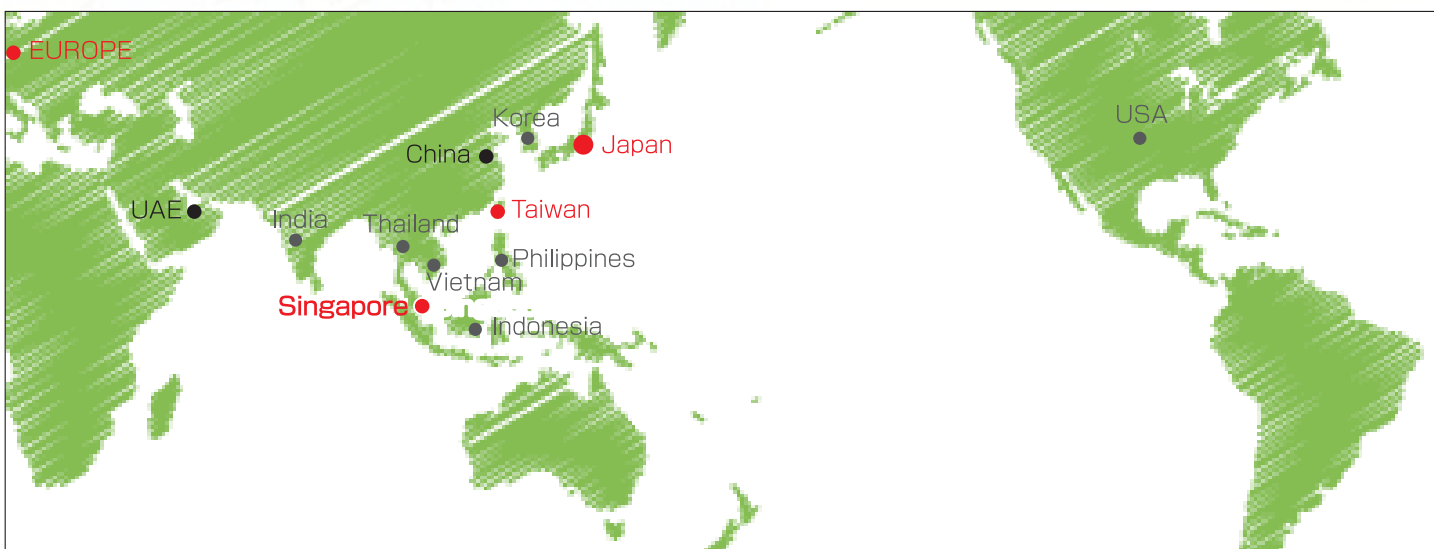 EUROPE
USA
Korea
Japan
China
UAE
Taiwan
India
Thailand
Philippines
Vietnam
Singapore
Indonesia